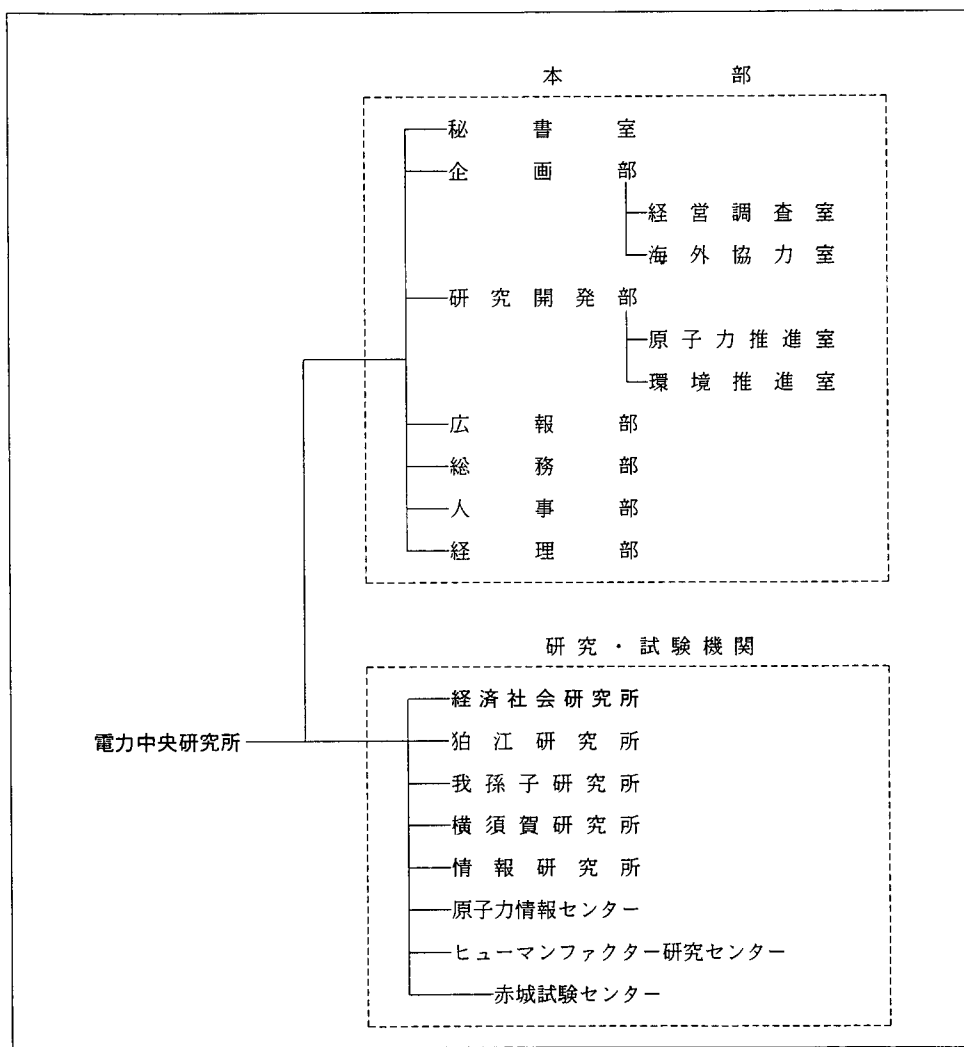 本部
秘書室
企画部
経営調査室
海外協力室
研究開発部
原子力推進室
環境推進室
広報部
総務部
人事部
経理部
研究・試験機関
経済社会研究所
電力中央研究所
狛江研究所
我孫子研究所
横須賀研究所
情報研究所
原子力情報センター
ヒューマンファクター研究センター
赤城試験センター